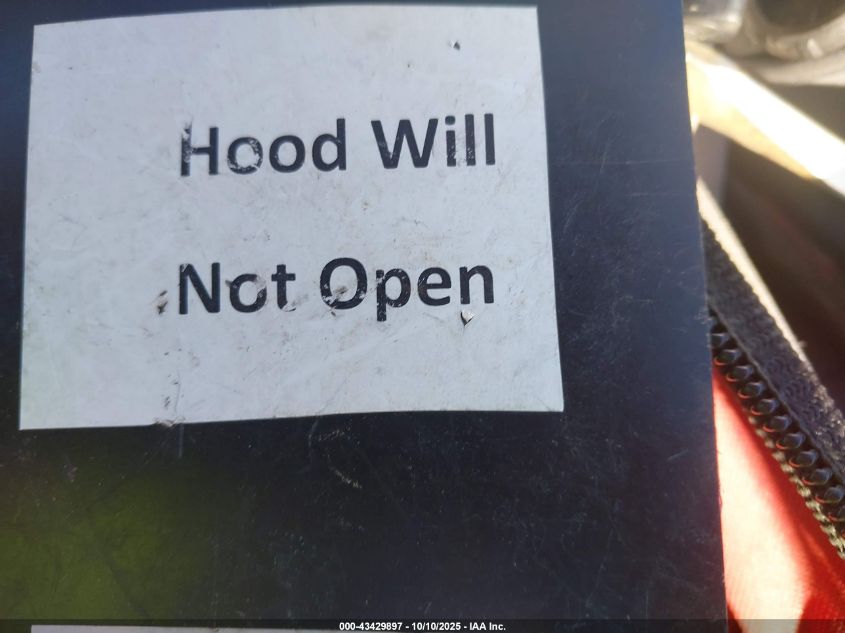 Hood Will
Not Open
000-43429897 - 10/10/2025 - IAA Inc.